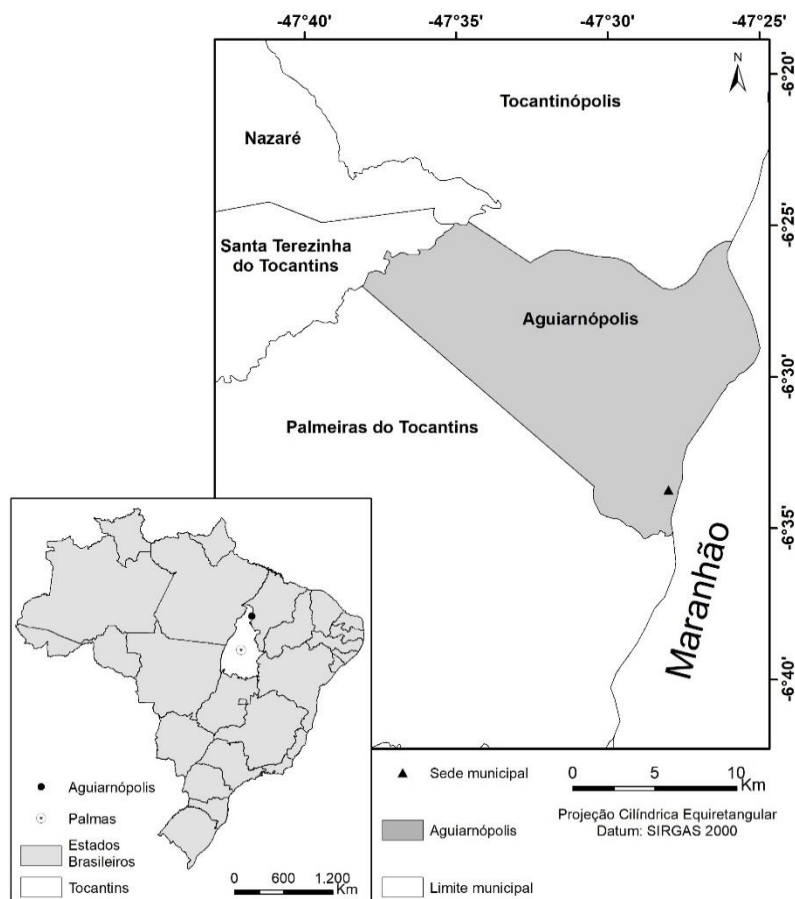 -47°40' -47°35' -47°30' -47°25'
-6°20'
N
Tocantinópolis
Nazaré
-6°25'
Santa Terezinha
do Tocantins
Aguiarnópolis
-6°30'
Palmeiras do Tocantins
-6°35'
Maranhão
-6°40'
Sede municipal
0 5 10
Km
Projeção Cilíndrica Equiretangular
Datum: SIRGAS 2000
Aguiarnópolis
Limite municipal
Aguiarnópolis
Palmas
Estados
Brasileiros
Tocantins
0 600 1.200
Km